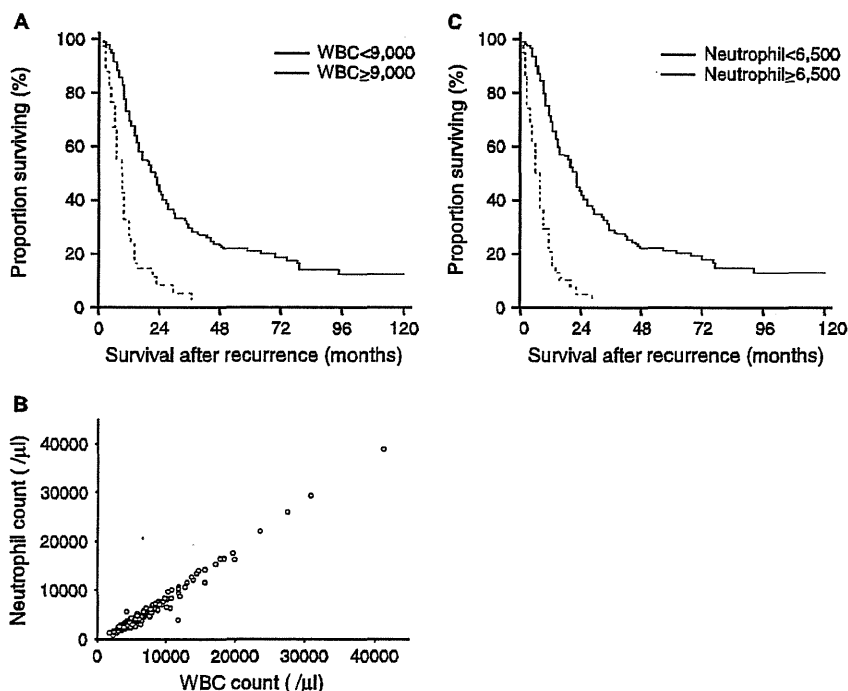 A
100
80
60
40
20
0
Proportion surviving (%)
WBC<9,000
WBC≥9,000
0 24 48 72 96 120
Survival after recurrence (months)
C
100
80
60
40
20
0
Proportion surviving (%)
Neutrophil<6,500
Neutrophil≥6,500
0 24 48 72 96 120
Survival after recurrence (months)
B
40000
30000
20000
10000
0
Neutrophil count ( /μl)
0 10000 20000 30000 40000
WBC count ( /μl)